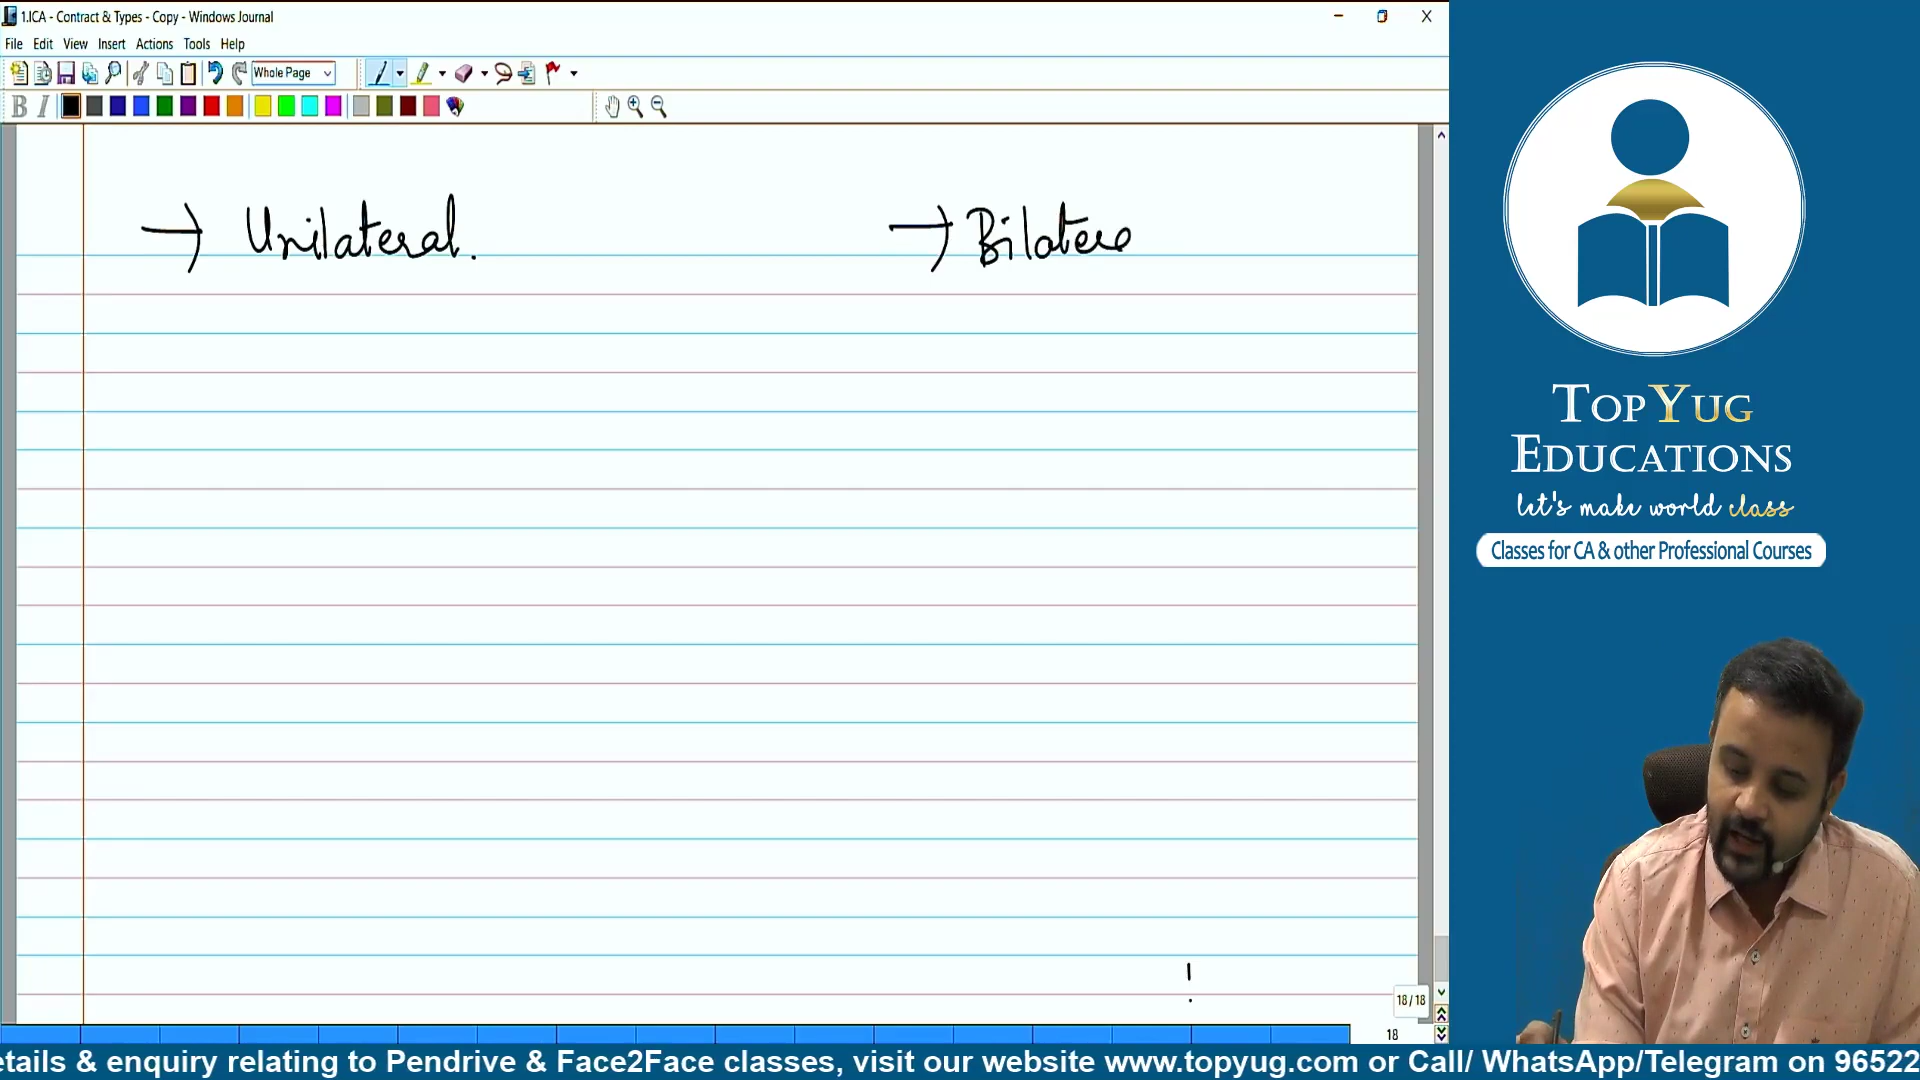 1.ICA - Contract & Types - Copy - Windows Journal
File Edit View Insert Actions Tools Help
Whole Page
B I
→ Unilateral. → Bilatera
18 / 18
18
TOPYUG
EDUCATIONS
let's make world class
Classes for CA & other Professional Courses
etails & enquiry relating to Pendrive & Face2Face classes, visit our website www.topyug.com or Call/ WhatsApp/Telegram on 96522